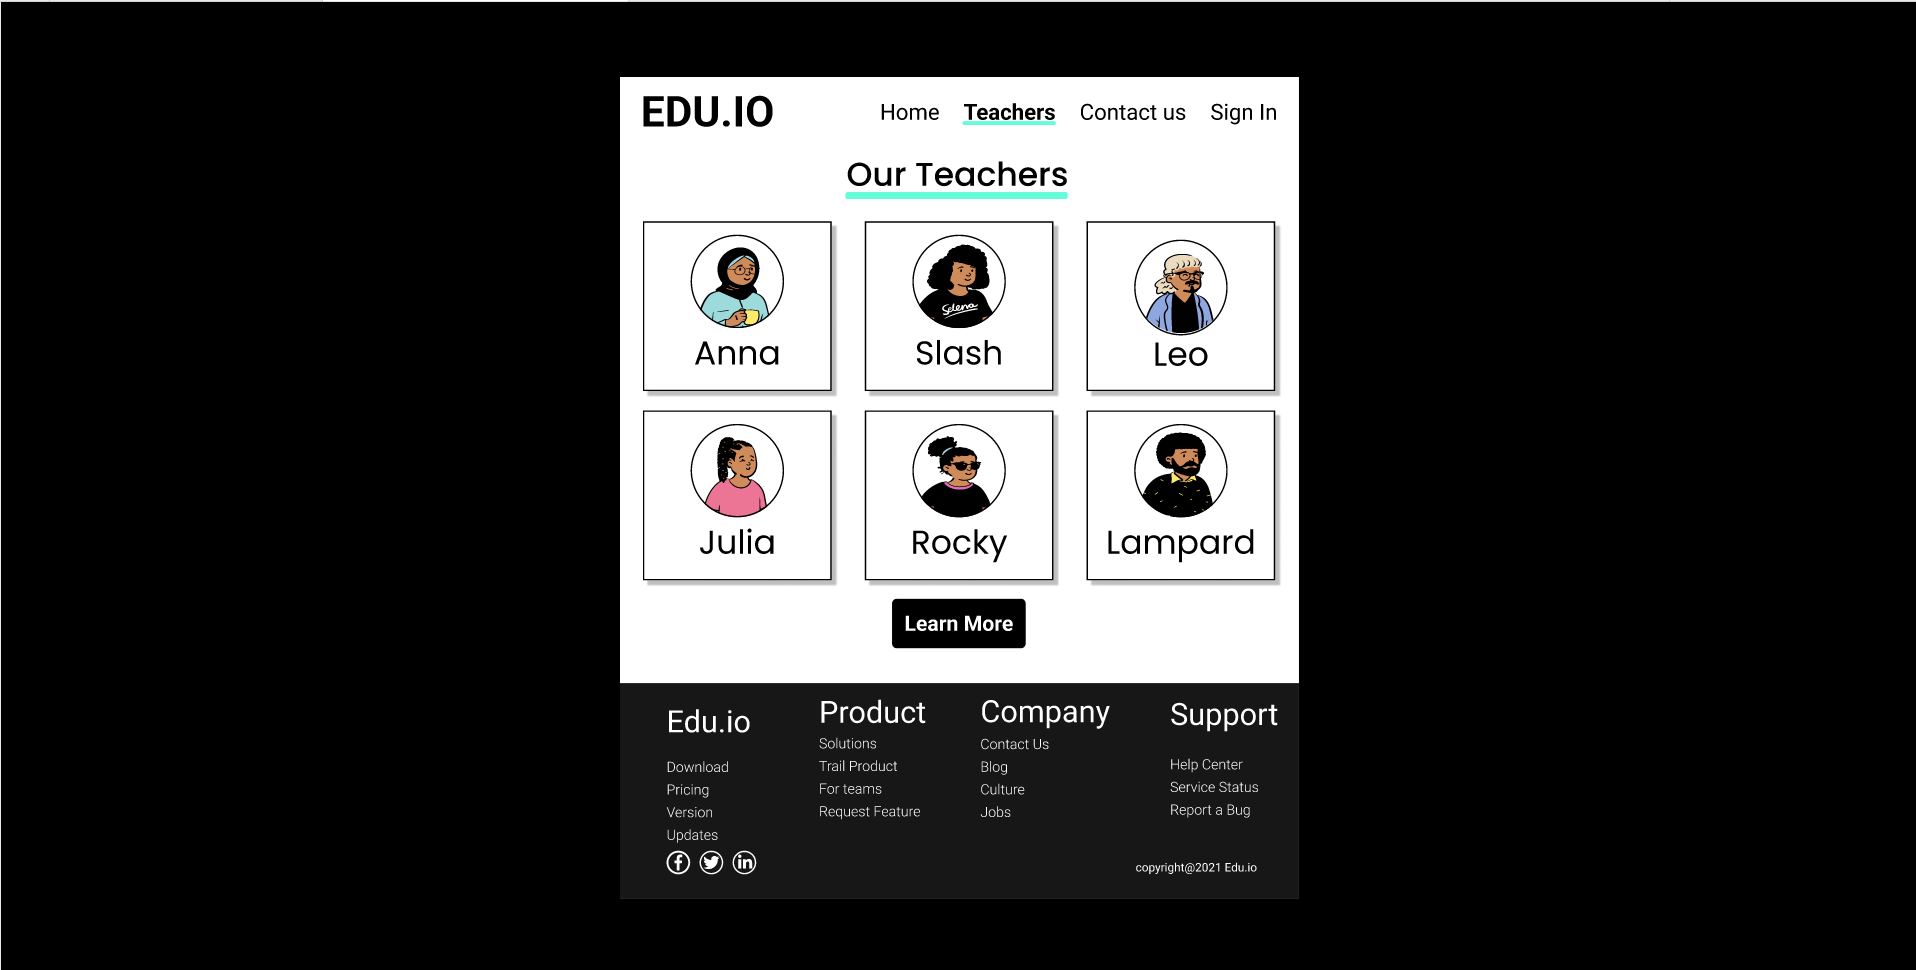 EDU.IO
Home Teachers Contact us Sign In
Our Teachers
Selena
Anna Slash Leo
Julia Rocky Lampard
Learn More
Edu.io
Download
Pricing
Version
Updates
Product
Solutions
Trail Product
For teams
Request Feature
Company
Contact Us
Blog
Culture
Jobs
Support
Help Center
Service Status
Report a Bug
in
copyright@2021 Edu.io